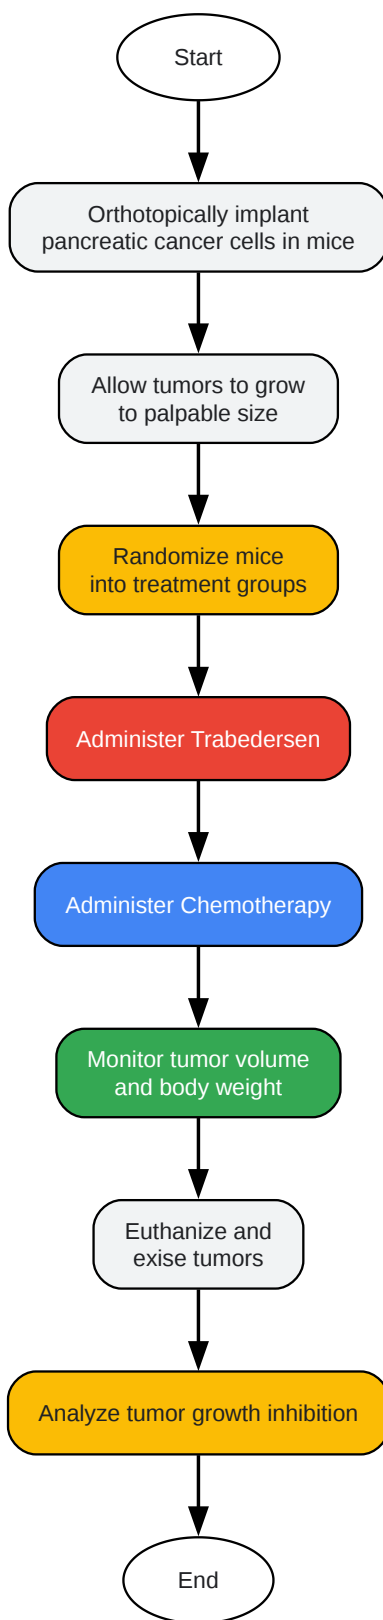 Start
Orthotopically implant
pancreatic cancer cells in mice
Allow tumors to grow
to palpable size
Randomize mice
into treatment groups
Administer Trabedersen
Administer Chemotherapy
Monitor tumor volume
and body weight
Euthanize and
exise tumors
Analyze tumor growth inhibition
End